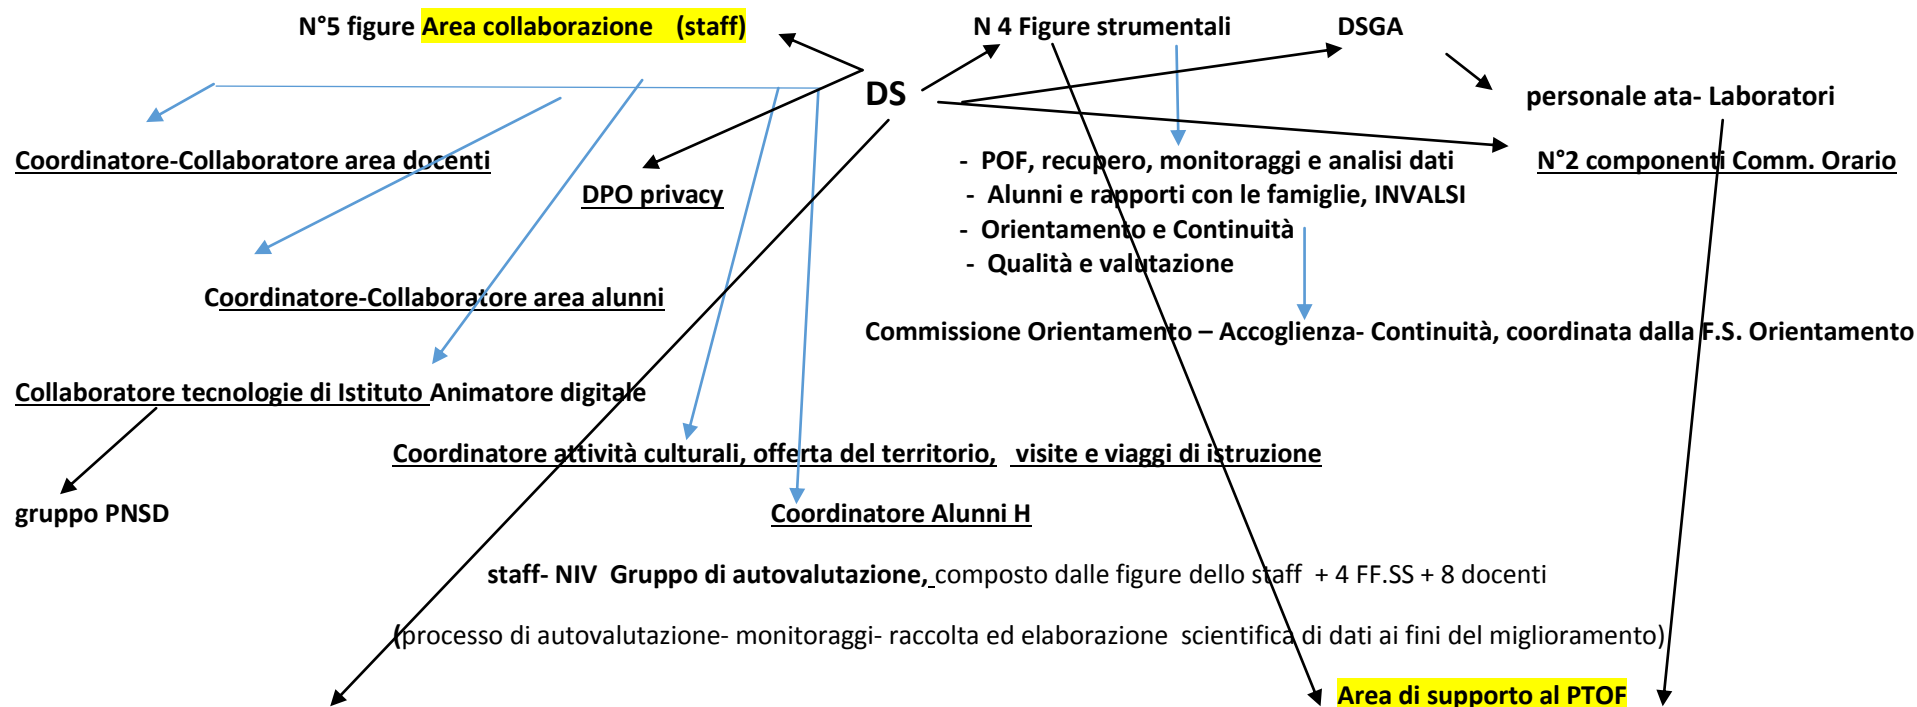 N°5 figure Area collaborazione (staff) N 4 Figure strumentali DSGA
DS
personale ata- Laboratori
Coordinatore-Collaboratore area docenti
- POF, recupero, monitoraggi e analisi dati
N°2 componenti Comm. Orario
DPO privacy
- Alunni e rapporti con le famiglie, INVALSI
- Orientamento e Continuità
- Qualità e valutazione
Coordinatore-Collaboratore area alunni
Commissione Orientamento – Accoglienza- Continuità, coordinata dalla F.S. Orientamento
Collaboratore tecnologie di Istituto Animatore digitale
Coordinatore attività culturali, offerta del territorio, visite e viaggi di istruzione
gruppo PNSD
Coordinatore Alunni H
staff- NIV Gruppo di autovalutazione, composto dalle figure dello staff + 4 FF.SS + 8 docenti
(processo di autovalutazione- monitoraggi- raccolta ed elaborazione scientifica di dati ai fini del miglioramento)
Area di supporto al PTOF